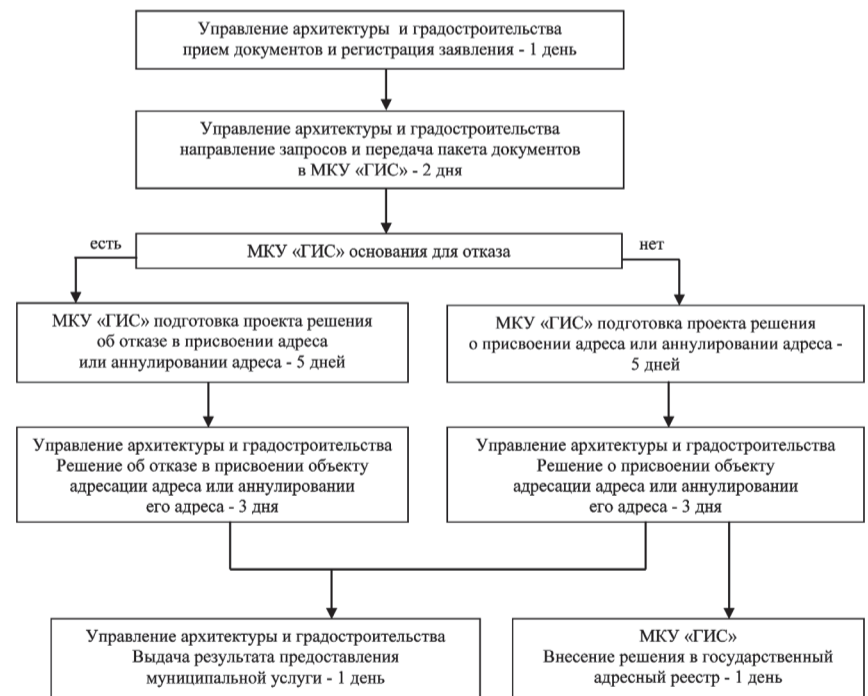 Управление архитектуры и градостроительства
прием документов и регистрация заявления - 1 день
Управление архитектуры и градостроительства
направление запросов и передача пакета документов
в МКУ «ГИС» - 2 дня
есть
МКУ «ГИС» основания для отказа
нет
МКУ «ГИС» подготовка проекта решения
об отказе в присвоении адреса
или аннулировании адреса - 5 дней
МКУ «ГИС» подготовка проекта решения
о присвоении адреса или аннулировании адреса -
5 дней
Управление архитектуры и градостроительства
Решение об отказе в присвоении объекту
адресации адреса или аннулировании
его адреса - 3 дня
Управление архитектуры и градостроительства
Решение о присвоении объекту
адресации адреса или аннулировании
его адреса - 3 дня
Управление архитектуры и градостроительства
Выдача результата предоставления
муниципальной услуги - 1 день
МКУ «ГИС»
Внесение решения в государственный
адресный реестр - 1 день